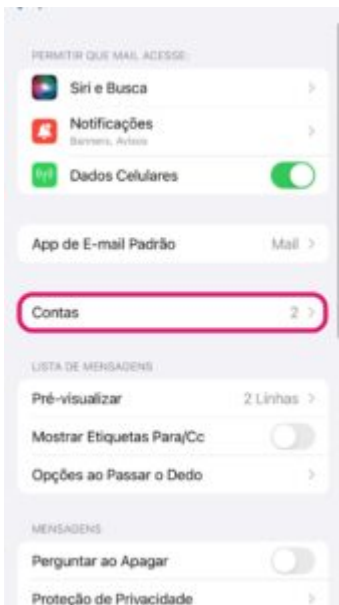 PERMITIR QUE MAIL ACESSE:
Siri e Busca
Notificações
Banners, Avisos
Dados Celulares
App de E-mail Padrão Mail
Contas 2
LISTA DE MENSAGENS
Pré-visualizar 2 Linhas
Mostrar Etiquetas Para/Cc
Opções ao Passar o Dedo
MENSAGENS
Perguntar ao Apagar
Proteção de Privacidade